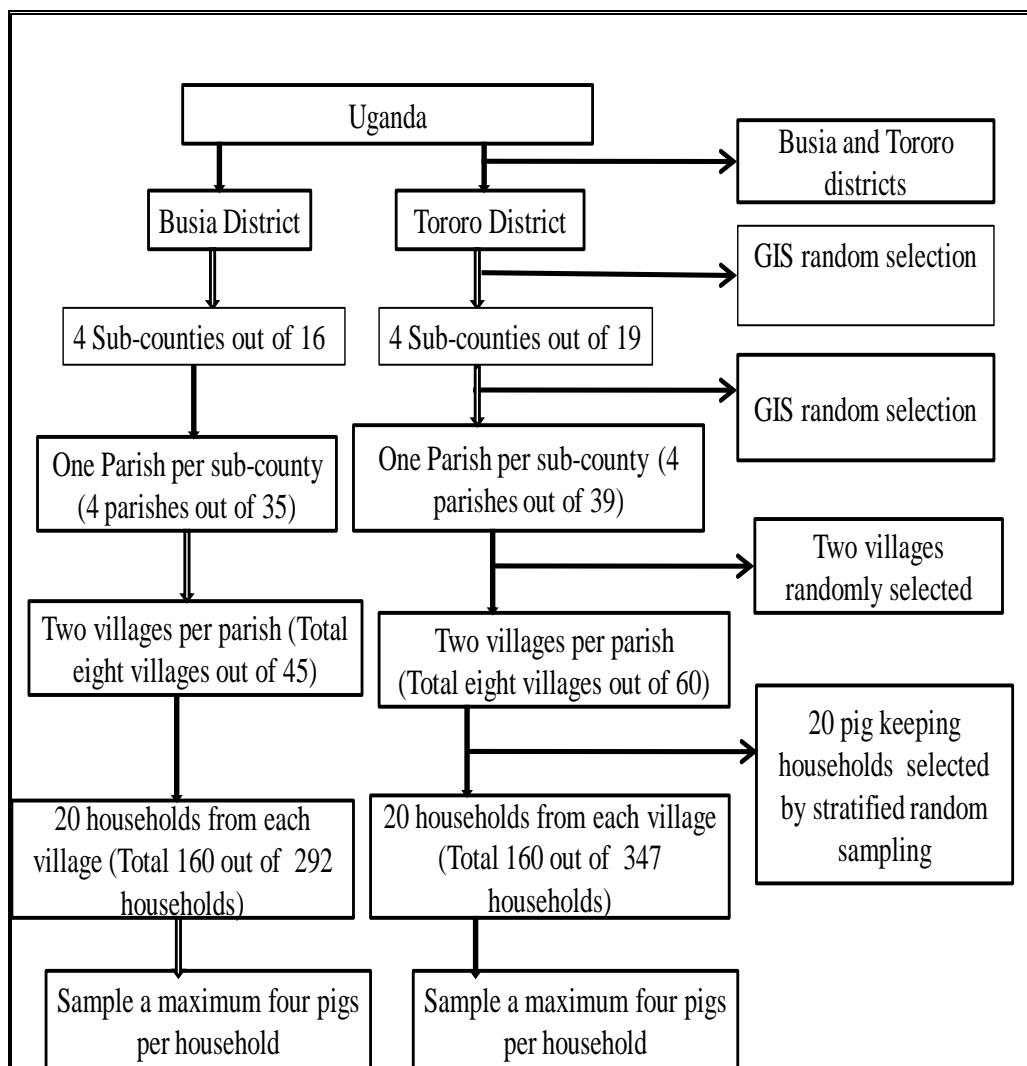 Uganda
Busia and Tororo
districts
Busia District
Tororo District
GIS random selection
4 Sub-counties out of 16
4 Sub-counties out of 19
GIS random selection
One Parish per sub-county
(4 parishes out of 35)
One Parish per sub-county (4
parishes out of 39)
Two villages
randomly selected
Two villages per parish (Total
eight villages out of 45)
Two villages per parish
(Total eight villages out of 60)
20 pig keeping
households selected
by stratified random
sampling
20 households from each
village (Total 160 out of 292
households)
20 households from each village
(Total 160 out of 347
households)
Sample a maximum four pigs
per household
Sample a maximum four pigs
per household